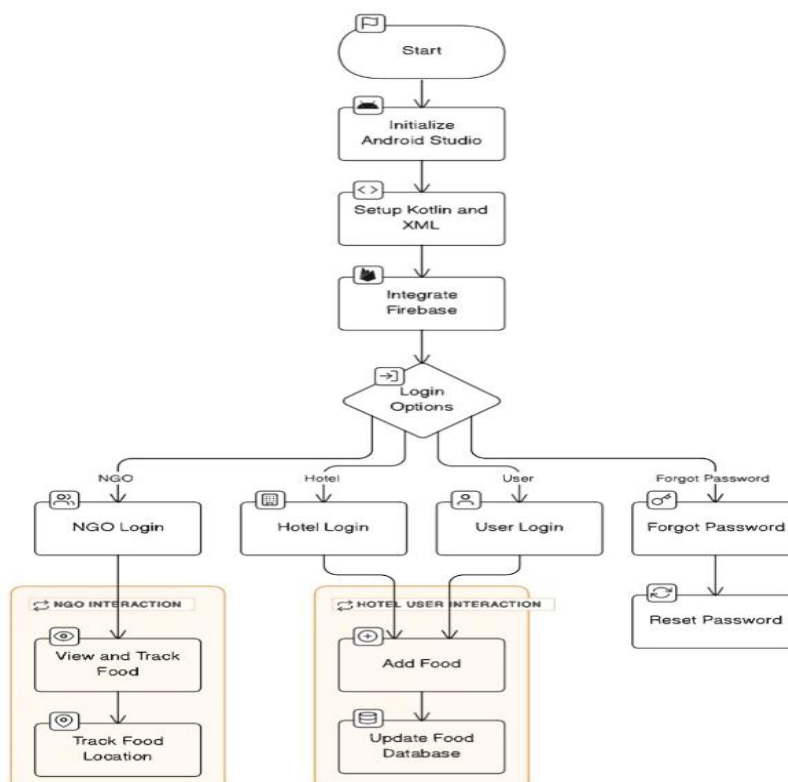 Start
Initialize
Android Studio
Setup Kotlin and
XML
Integrate
Firebase
Login
Options
NGO
Hotel
User
Forgot Password
NGO Login
Hotel Login
User Login
Forgot Password
NGO INTERACTION
HOTEL USER INTERACTION
Reset Password
View and Track
Food
Add Food
Track Food
Location
Update Food
Database